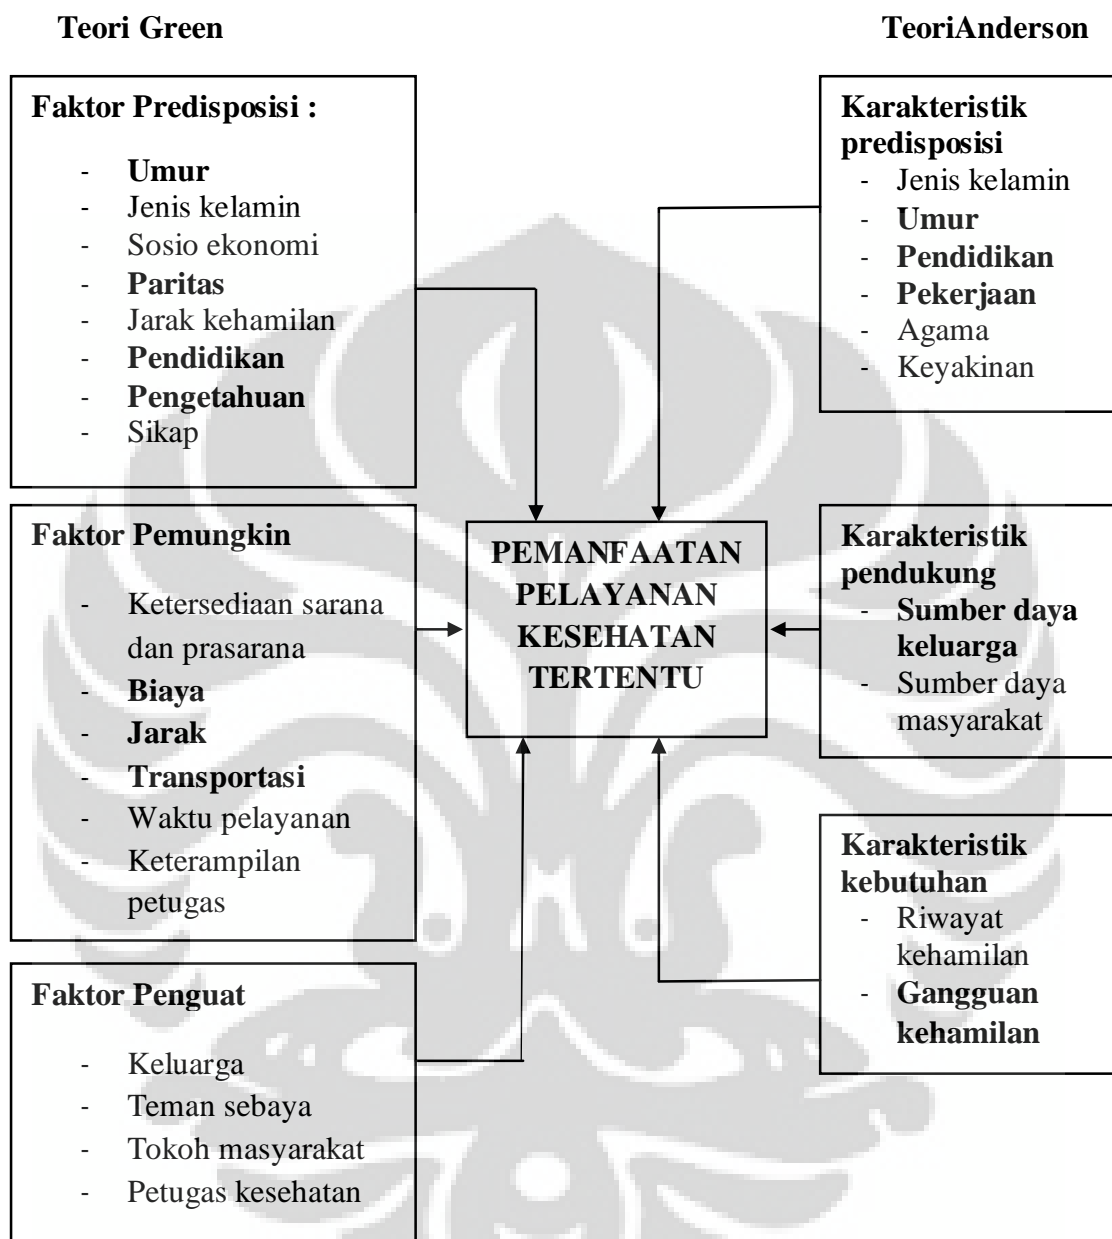 Teori Green
TeoriAnderson
Faktor Predisposisi :
- Umur
- Jenis kelamin
- Sosio ekonomi
- Paritas
- Jarak kehamilan
- Pendidikan
- Pengetahuan
- Sikap
Faktor Pemungkin
- Ketersediaan sarana
dan prasarana
- Biaya
- Jarak
- Transportasi
- Waktu pelayanan
- Keterampilan
petugas
Faktor Penguat
- Keluarga
- Teman sebaya
- Tokoh masyarakat
- Petugas kesehatan
PEMANFAATAN
PELAYANAN
KESEHATAN
TERTENTU
Karakteristik
predisposisi
- Jenis kelamin
- Umur
- Pendidikan
- Pekerjaan
- Agama
- Keyakinan
Karakteristik
pendukung
- Sumber daya
keluarga
- Sumber daya
masyarakat
Karakteristik
kebutuhan
- Riwayat
kehamilan
- Gangguan
kehamilan